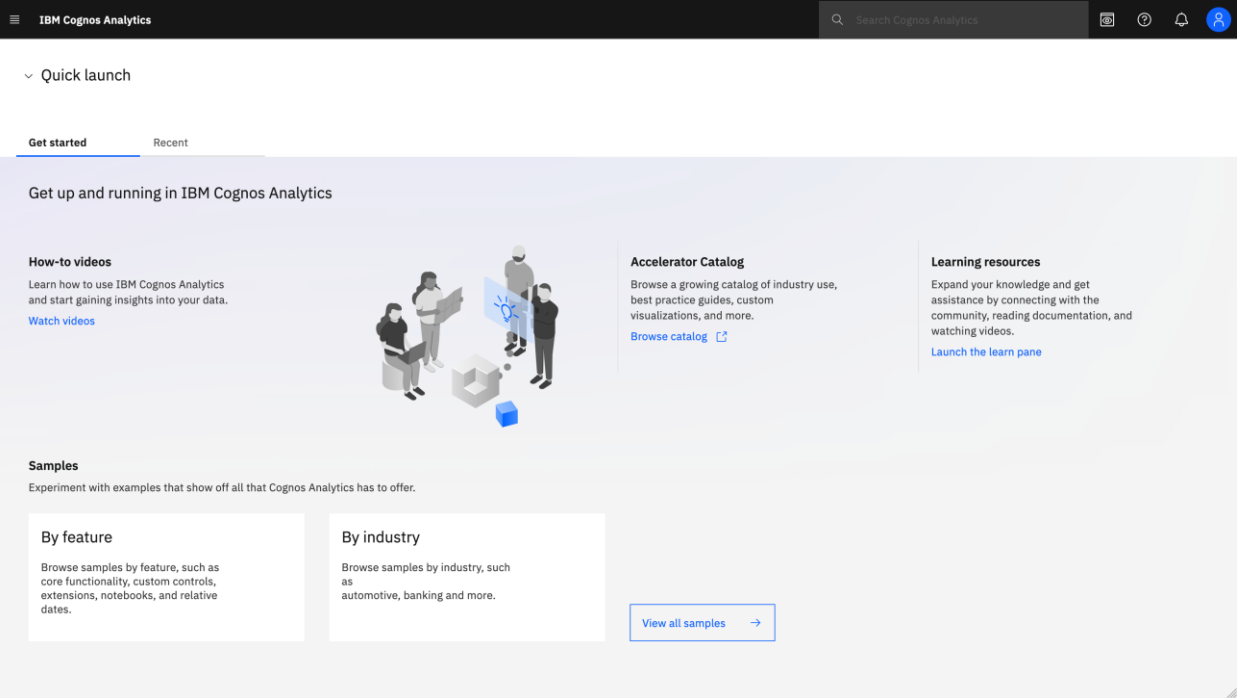 IBM Cognos Analytics
Search Cognos Analytics
Quick launch
Get started
Recent
Get up and running in IBM Cognos Analytics
How-to videos
Learn how to use IBM Cognos Analytics
and start gaining insights into your data.
Watch videos
Accelerator Catalog
Browse a growing catalog of industry use,
best practice guides, custom
visualizations, and more.
Browse catalog
Learning resources
Expand your knowledge and get
assistance by connecting with the
community, reading documentation, and
watching videos.
Launch the learn pane
Samples
Experiment with examples that show off all that Cognos Analytics has to offer.
By feature
Browse samples by feature, such as
core functionality, custom controls,
extensions, notebooks, and relative
dates.
By industry
Browse samples by industry, such
as
automotive, banking and more.
View all samples